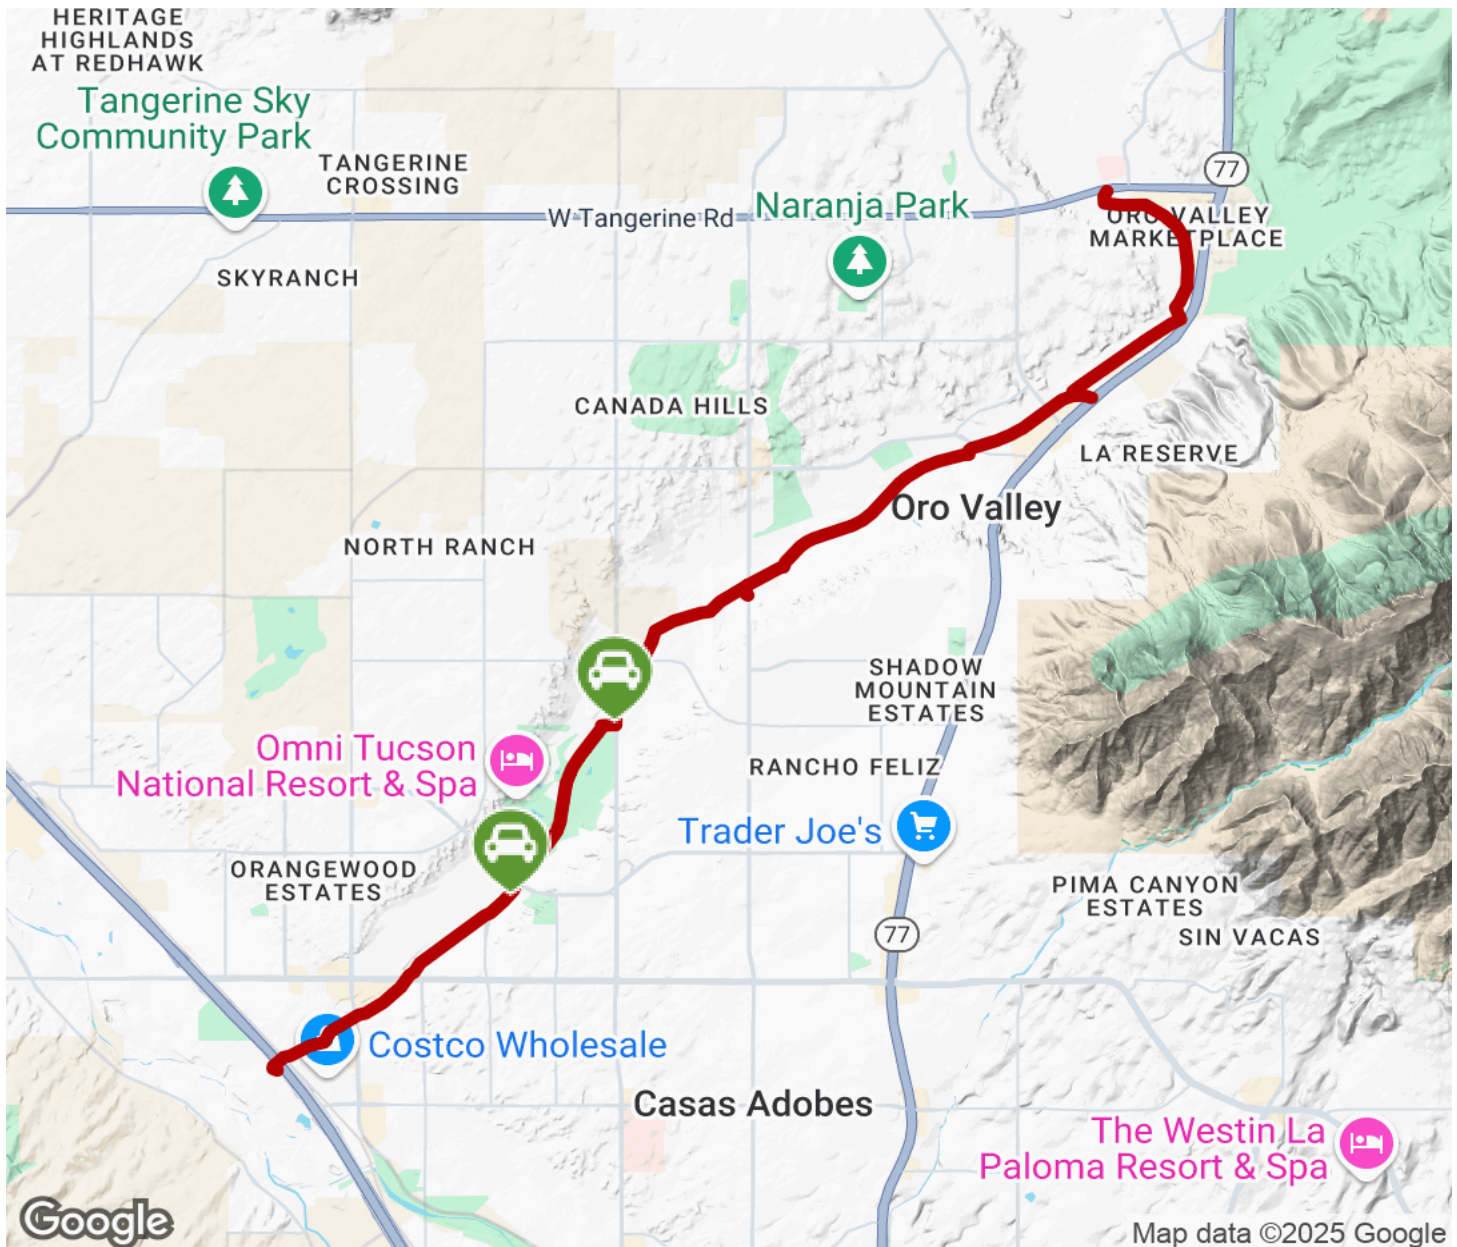 HERITAGE
HIGHLANDS
AT REDHAWK
Tangerine Sky
Community Park
TANGERINE
CROSSING
77
W Tangerine Rd
Naranja Park
ORO VALLEY
MARKETPLACE
SKYRANCH
CANADA HILLS
LA RESERVE
Oro Valley
NORTH RANCH
SHADOW
MOUNTAIN
ESTATES
Omni Tucson
National Resort & Spa
RANCHO FELIZ
Trader Joe's
ORANGEWOOD
ESTATES
PIMA CANYON
ESTATES
77
SIN VACAS
Costco Wholesale
Casas Adobes
The Westin La
Paloma Resort & Spa
Google
Map data ©2025 Google